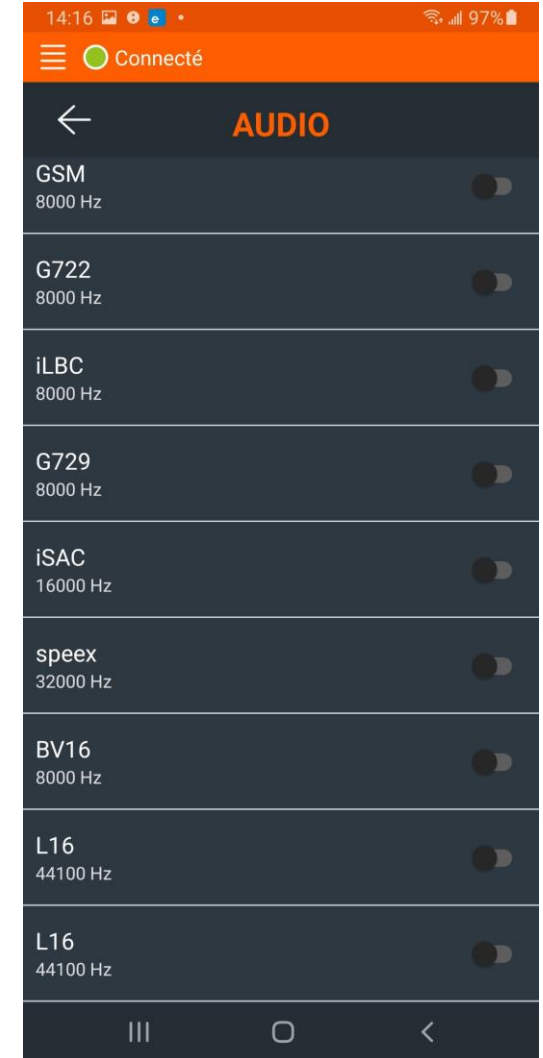 14:16 97%
Connecté
AUDIO
GSM
8000 Hz
G722
8000 Hz
iLBC
8000 Hz
G729
8000 Hz
iSAC
16000 Hz
speex
32000 Hz
BV16
8000 Hz
L16
44100 Hz
L16
44100 Hz